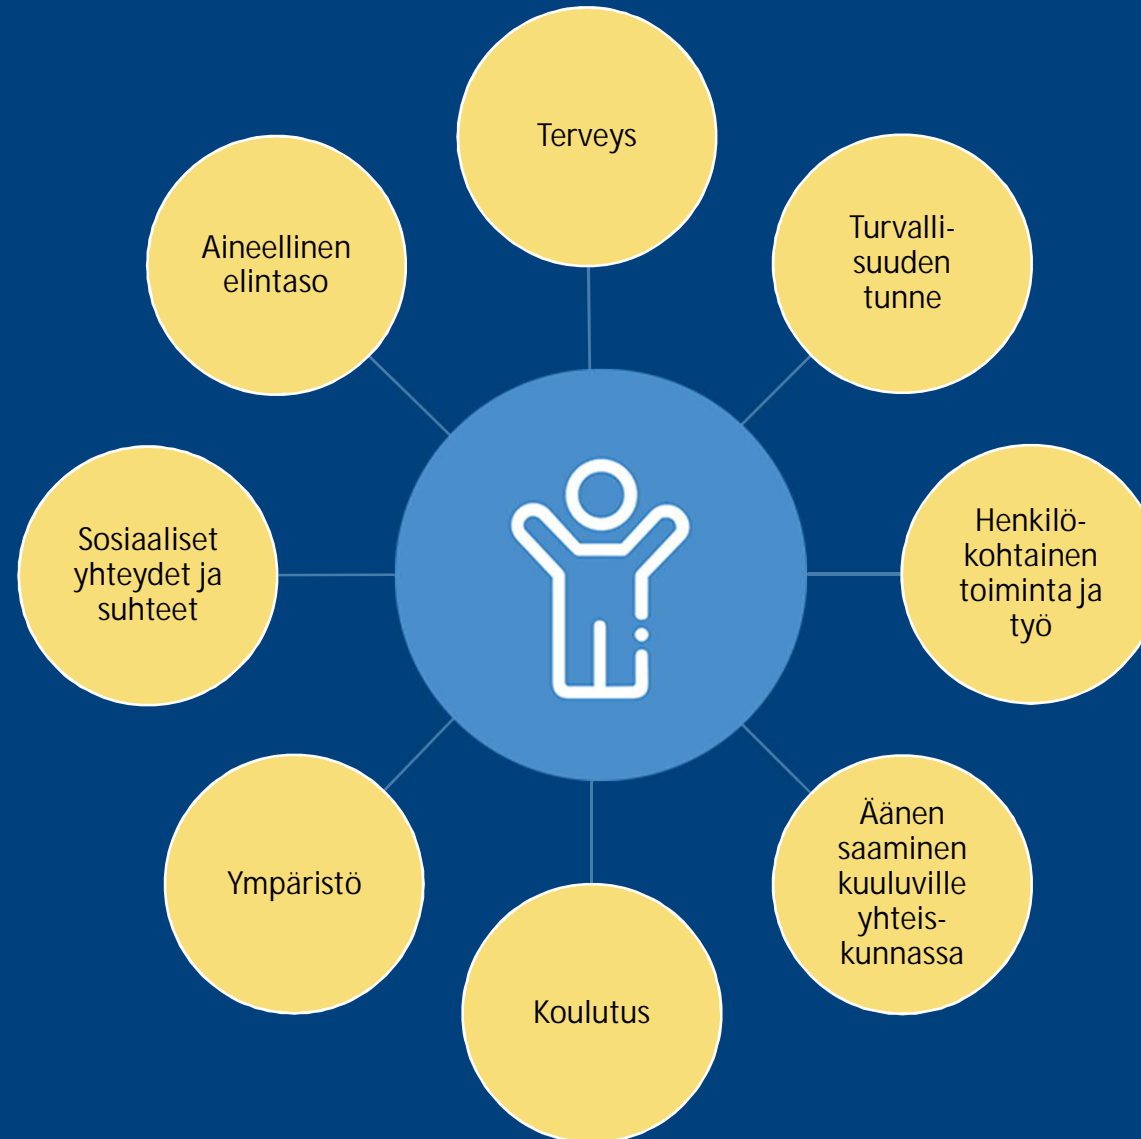 Terveys
Turvalli-
suuden
tunne
Henkilö-
kohtainen
toiminta ja
työ
Äänen
saaminen
kuuluville
yhteis-
kunnassa
Koulutus
Ympäristö
Sosiaaliset
yhteydet ja
suhteet
Aineellinen
elintaso